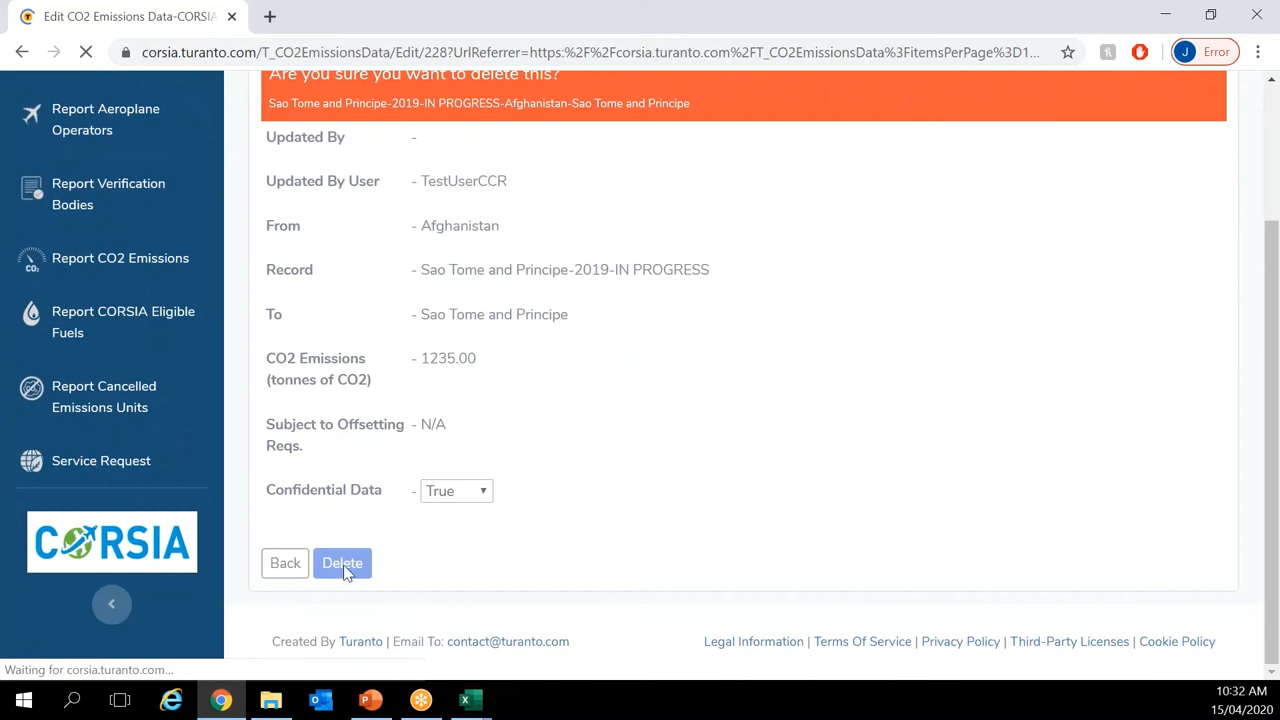 Edit CO2 Emissions Data-CORSIA
corsia.turanto.com/T_CO2EmissionsData/Edit/228?UrlReferrer=https:%2F%2Fcorsia.turanto.com%2FT_CO2EmissionsData%3FitemsPerPage%3D1...
J Error
Report Aeroplane
Operators
Report Verification
Bodies
CO2
Report CO2 Emissions
Report CORSIA Eligible
Fuels
Report Cancelled
Emissions Units
Service Request
CORSIA
Are you sure you want to delete this?
Sao Tome and Principe-2019-IN PROGRESS-Afghanistan-Sao Tome and Principe
Updated By -
Updated By User - TestUserCCR
From - Afghanistan
Record - Sao Tome and Principe-2019-IN PROGRESS
To - Sao Tome and Principe
CO2 Emissions - 1235.00
(tonnes of CO2)
Subject to Offsetting - N/A
Reqs.
Confidential Data - True
Back Delete
Created By Turanto | Email To: contact@turanto.com
Legal Information | Terms Of Service | Privacy Policy | Third-Party Licenses | Cookie Policy
Waiting for corsia.turanto.com...
10:32 AM
15/04/2020